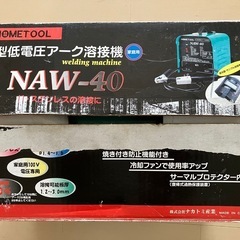 HOMETOOL
型低電圧アーク溶接機
welding machine
家庭用
NAW-40
ステンレスの溶接に
焼き付き防止機能付き
冷却ファンで使用率アップ
サーマルプロテクター内
家庭用100V
電源専用
溶接可能板厚
1.2~3.0mm
株式会社ナカトミ産業